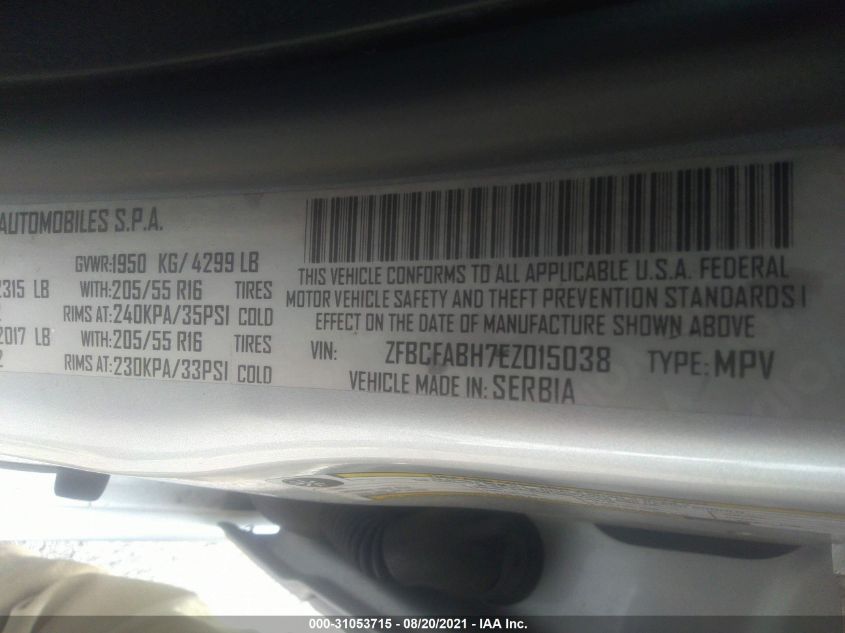 AUTOMOBILES S.P.A.
GVWR:1950 KG/ 4299 LB
2315 LB WITH:205/55 R16 TIRES
RIMS AT:240KPA/35PSI COLD
2017 LB WITH:205/55 R16 TIRES
2 RIMS AT:230KPA/33PSI COLD
THIS VEHICLE CONFORMS TO ALL APPLICABLE U.S.A. FEDERAL
MOTOR VEHICLE SAFETY AND THEFT PREVENTION STANDARDS I
EFFECT ON THE DATE OF MANUFACTURE SHOWN ABOVE
VIN: ZFBCFABH7EZ015038 TYPE:MPV
VEHICLE MADE IN: SERBIA
000-31053715 - 08/20/2021 - IAA Inc.